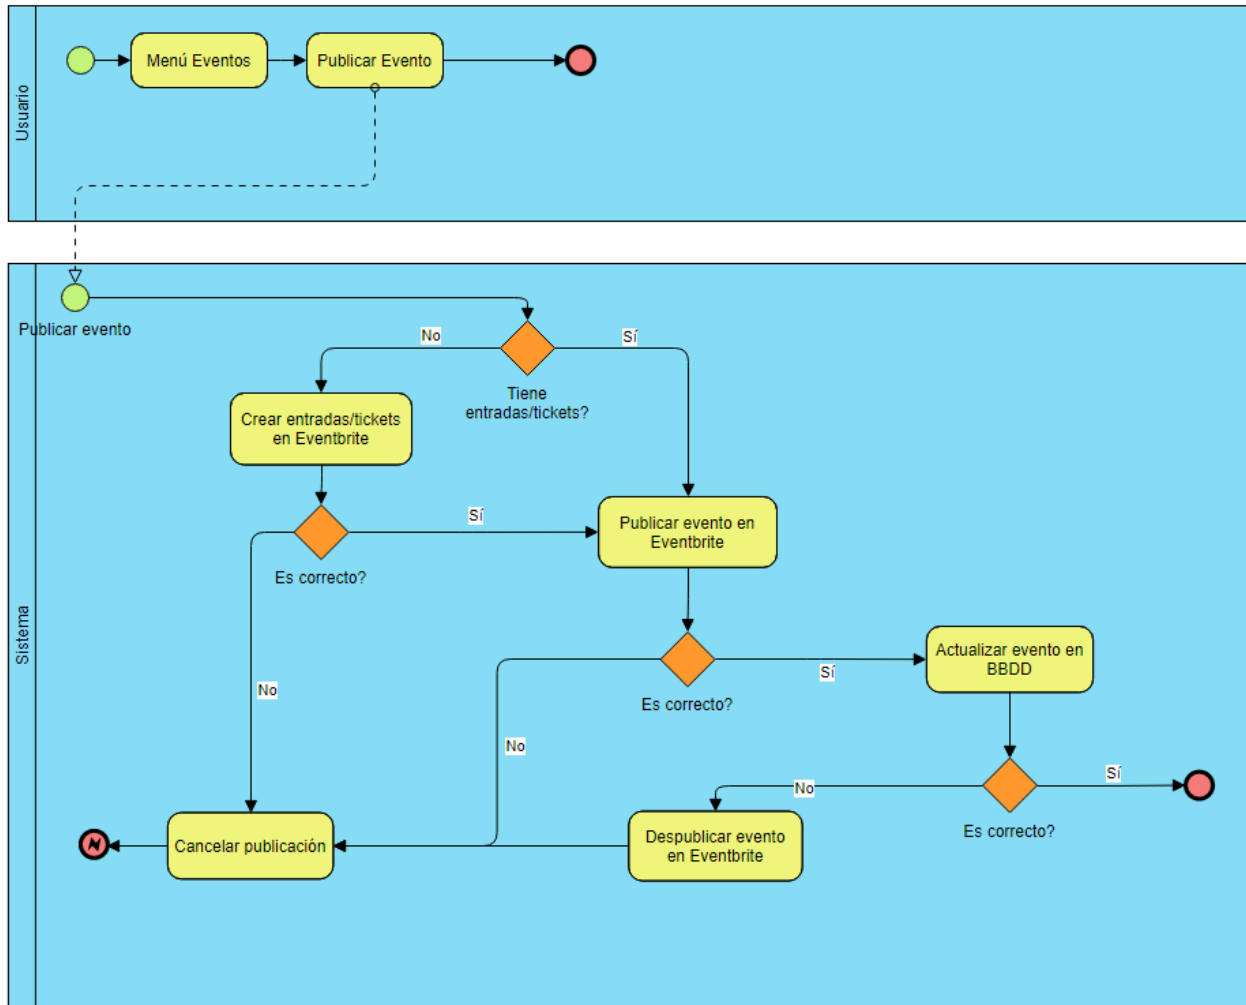 Usuario
Menú Eventos
Publicar Evento
Sistema
Publicar evento
No
Sí
Tiene
entradas/tickets?
Crear entradas/tickets
en Eventbrite
Sí
Es correcto?
Publicar evento en
Eventbrite
No
Es correcto?
Sí
Actualizar evento en
BBDD
No
No
Sí
Es correcto?
Cancelar publicación
Despublicar evento
en Eventbrite